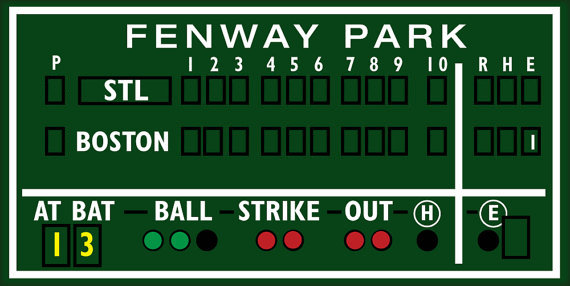 FENWAY PARK
P 1 2 3 4 5 6 7 8 9 10 R H E
STL
BOSTON 1
AT BAT – BALL – STRIKE – OUT – H – E
1 3